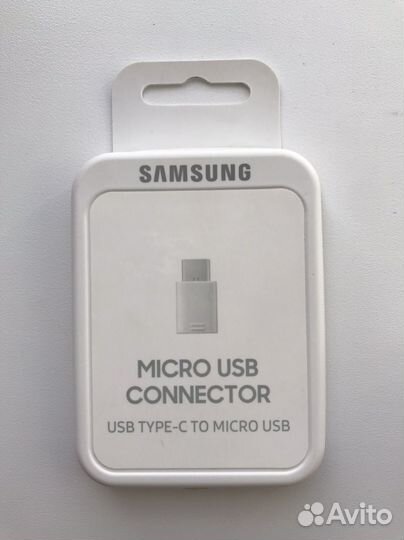 SAMSUNG
MICRO USB
CONNECTOR
USB TYPE-C TO MICRO USB
Avito